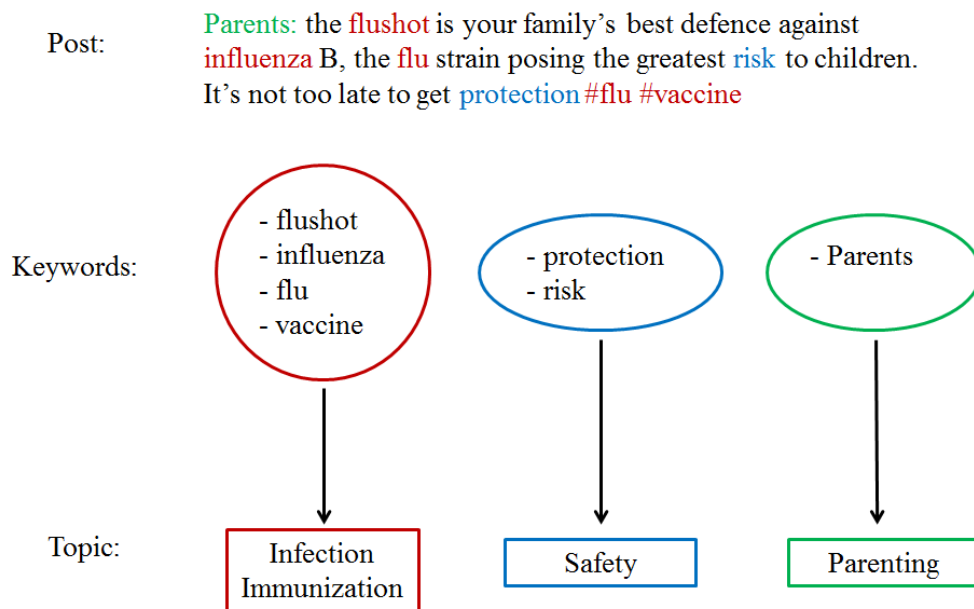 Post:
Parents: the flushot is your family’s best defence against
influenza B, the flu strain posing the greatest risk to children.
It’s not too late to get protection #flu #vaccine
Keywords:
- flushot
- influenza
- flu
- vaccine
- protection
- risk
- Parents
Topic:
Infection
Immunization
Safety
Parenting